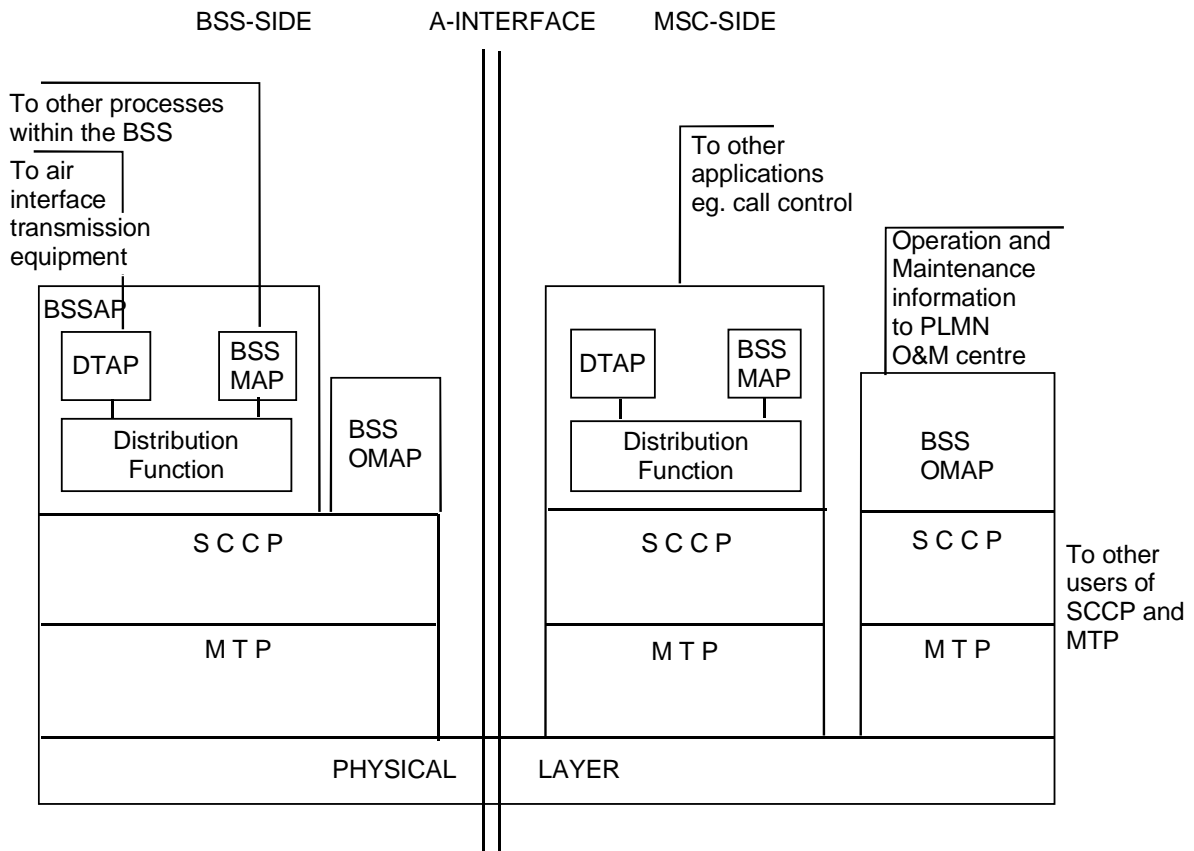 BSS-SIDE
A-INTERFACE
MSC-SIDE
To other processes
within the BSS
To air
interface
transmission
equipment
To other
applications
eg. call control
Operation and
Maintenance
information
to PLMN
O&M centre
BSSAP
DTAP
BSS
MAP
Distribution
Function
BSS
OMAP
DTAP
BSS
MAP
Distribution
Function
BSS
OMAP
S C C P
S C C P
S C C P
To other
users of
SCCP and
MTP
M T P
M T P
M T P
PHYSICAL
LAYER